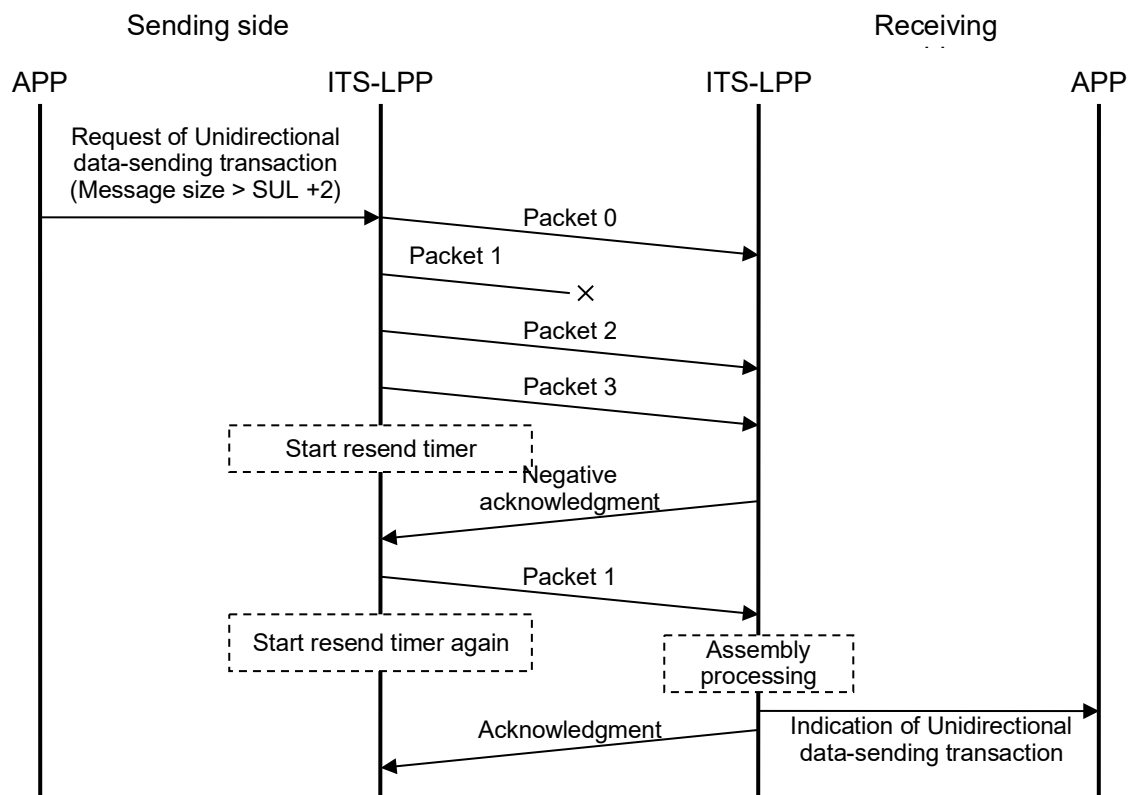 Sending side
Receiving
APP
ITS-LPP
ITS-LPP
APP
Request of Unidirectional
data-sending transaction
(Message size > SUL +2)
Packet 0
Packet 1
Packet 2
Packet 3
Start resend timer
Negative
acknowledgment
Packet 1
Start resend timer again
Assembly
processing
Acknowledgment
Indication of Unidirectional
data-sending transaction